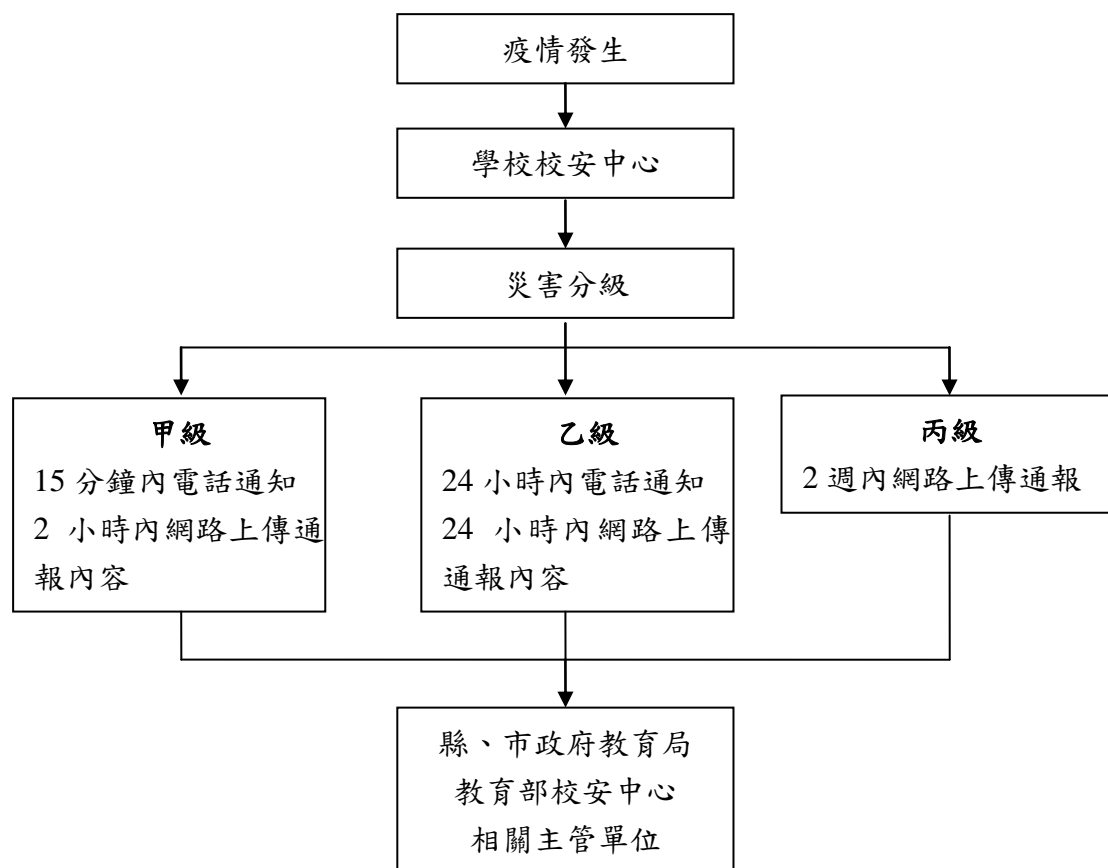 疫情發生
學校校安中心
災害分級
甲級
15 分鐘內電話通知
2 小時內網路上傳通
報內容
乙級
24 小時內電話通知
24 小時內網路上傳
通報內容
丙級
2 週內網路上傳通報
縣、市政府教育局
教育部校安中心
相關主管單位